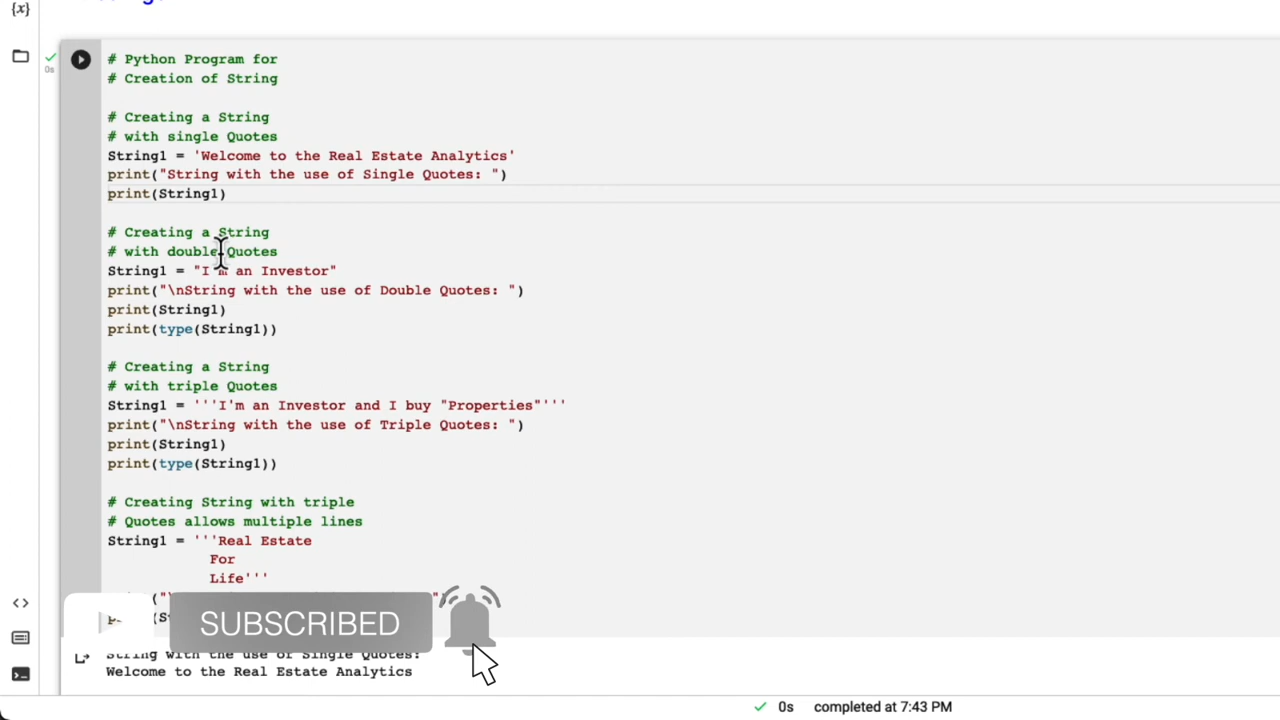 {x}
0s
# Python Program for
# Creation of String
# Creating a String
# with single Quotes
String1 = 'Welcome to the Real Estate Analytics'
print("String with the use of Single Quotes: ")
print(String1)
# Creating a String
# with double Quotes
String1 = "I'm an Investor"
print("\nString with the use of Double Quotes: ")
print(String1)
print(type(String1))
# Creating a String
# with triple Quotes
String1 = '''I'm an Investor and I buy "Properties"'''
print("\nString with the use of Triple Quotes: ")
print(String1)
print(type(String1))
# Creating String with triple
# Quotes allows multiple lines
String1 = '''Real Estate
For
Life'''
SUBSCRIBED
String with the use of Single Quotes:
Welcome to the Real Estate Analytics
0s completed at 7:43 PM